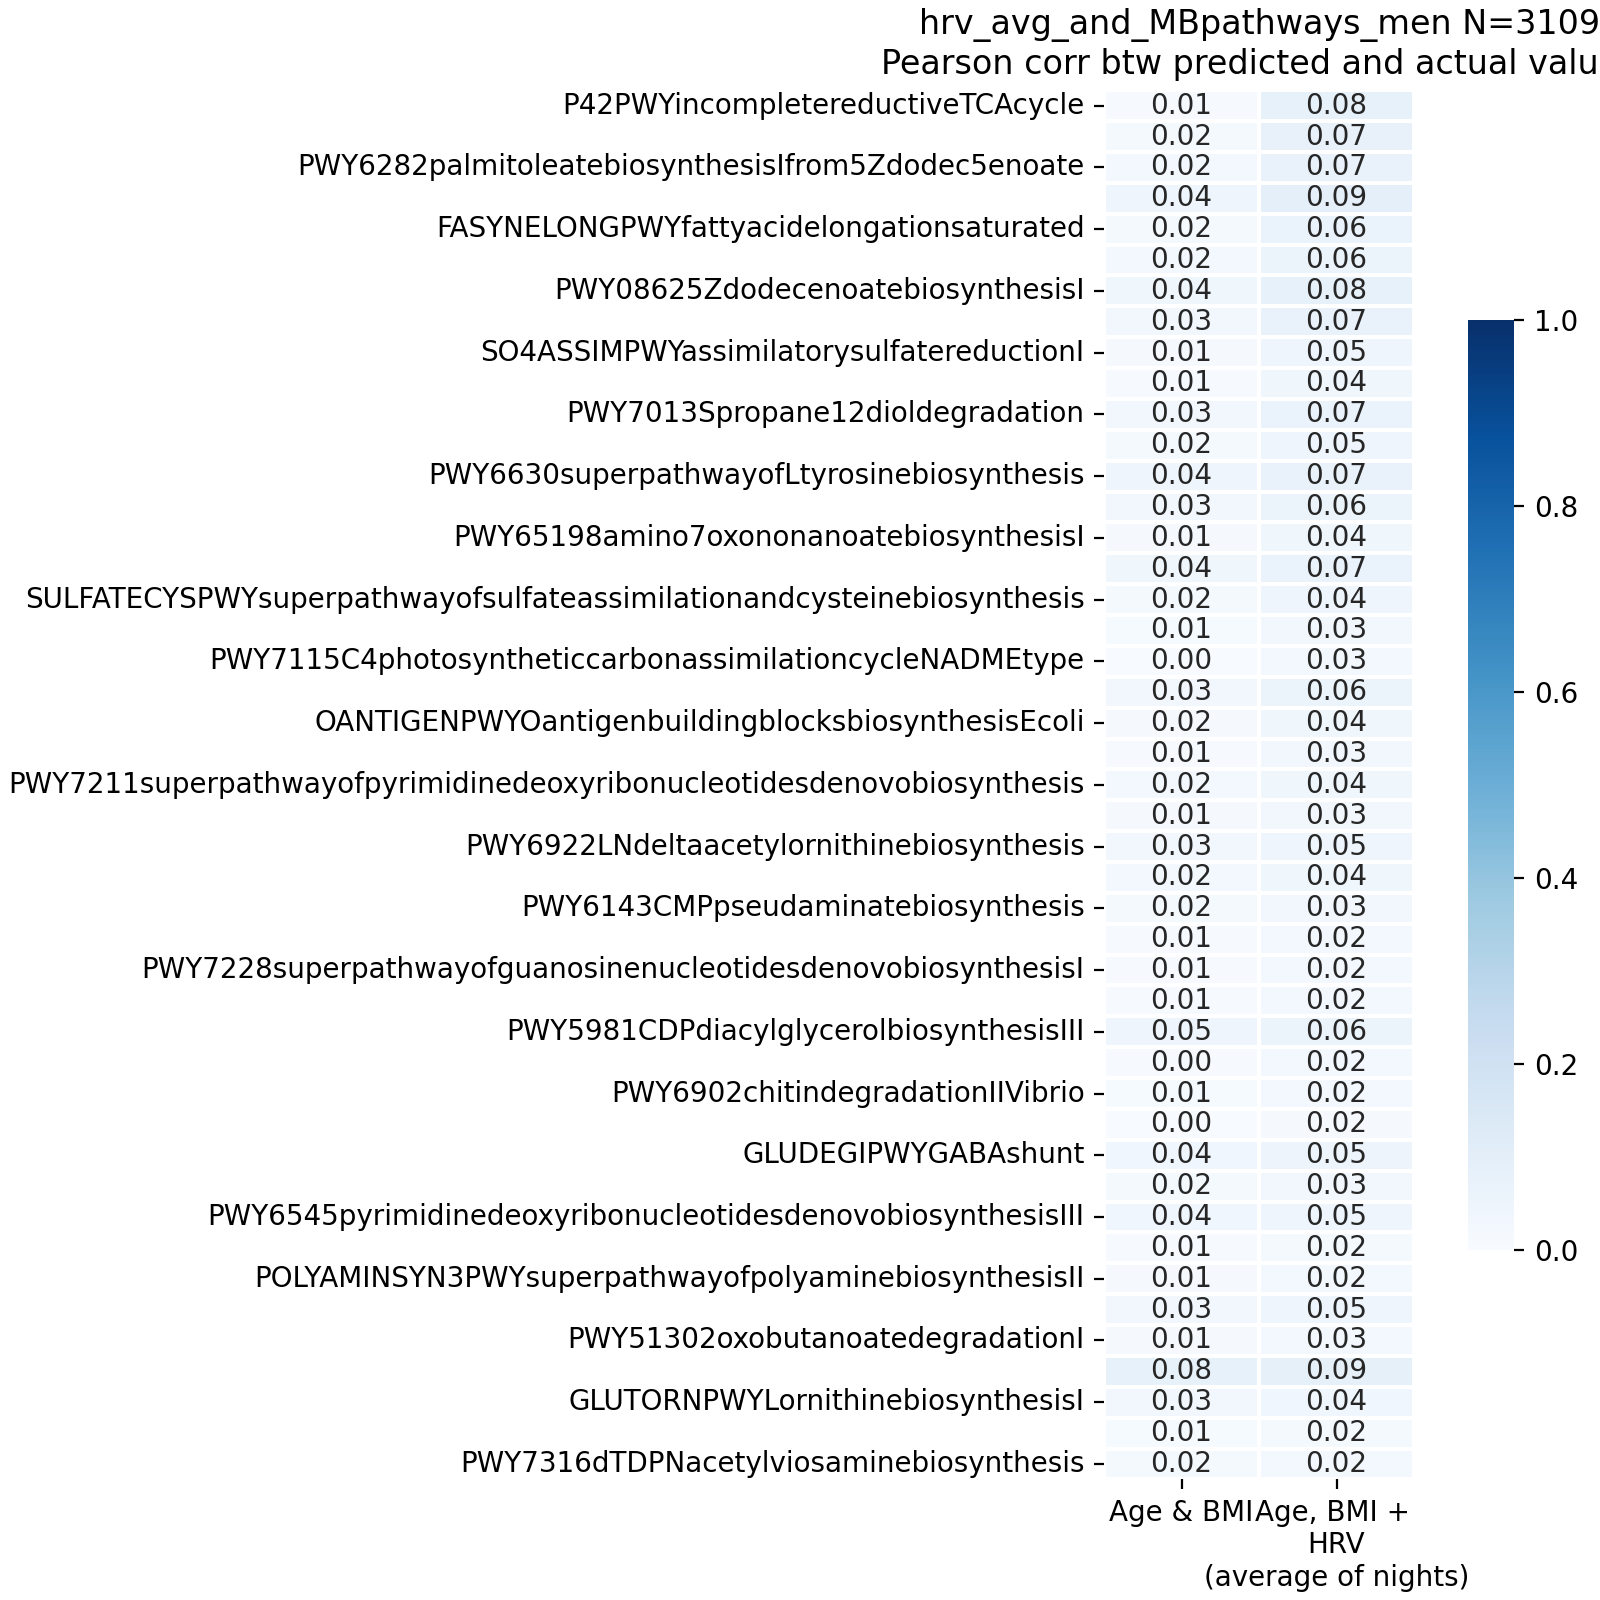 hrv_avg_and_MBpathways_men N=3109
Pearson corr btw predicted and actual valu
P42PWYincompletereductiveTCAcycle 0.01 0.08
0.02 0.07
PWY6282palmitoleatebiosynthesisIfrom5Zdodec5enoate 0.02 0.07
0.04 0.09
FASYNELONGPWYfattyacidelongationsaturated 0.02 0.06
0.02 0.06
PWY08625ZdodecenoatebiosynthesisI 0.04 0.08
0.03 0.07
SO4ASSIMPWYassimilatorysulfatereductionI 0.01 0.05
0.01 0.04
PWY7013Spropane12dioldegradation 0.03 0.07
0.02 0.05
PWY6630superpathwayofLtyrosinebiosynthesis 0.04 0.07
0.03 0.06
PWY65198amino7oxononanoatebiosynthesisI 0.01 0.04
0.04 0.07
SULFATECYSPWYsuperpathwayofsulfateassimilationandcysteinebiosynthesis 0.02 0.04
0.01 0.03
PWY7115C4photosyntheticcarbonassimilationcycleNADMEtype 0.00 0.03
0.03 0.06
OANTIGENPWYOantigenbuildingblocksbiosynthesisEcoli 0.02 0.04
0.01 0.03
PWY7211superpathwayofpyrimidinedeoxyribonucleotidesdenovobiosynthesis 0.02 0.04
0.01 0.03
PWY6922LNdeltaacetylornithinebiosynthesis 0.03 0.05
0.02 0.04
PWY6143CMPpseudaminatebiosynthesis 0.02 0.03
0.01 0.02
PWY7228superpathwayofguanosinenucleotidesdenovobiosynthesisI 0.01 0.02
0.01 0.02
PWY5981CDPdiacylglycerolbiosynthesisIII 0.05 0.06
0.00 0.02
PWY6902chitindegradationIIVibrio 0.01 0.02
0.00 0.02
GLUDEGIPWYGABAshunt 0.04 0.05
0.02 0.03
PWY6545pyrimidinedeoxyribonucleotidesdenovobiosynthesisIII 0.04 0.05
0.01 0.02
POLYAMINSYN3PWYsuperpathwayofpolyaminebiosynthesisII 0.01 0.02
0.03 0.05
PWY51302oxobutanoatedegradationI 0.01 0.03
0.08 0.09
GLUTORNPWYLornithinebiosynthesisI 0.03 0.04
0.01 0.02
PWY7316dTDPNacetylviosaminebiosynthesis 0.02 0.02
Age & BMI
Age, BMI +
HRV
(average of nights)
1.0
0.8
0.6
0.4
0.2
0.0